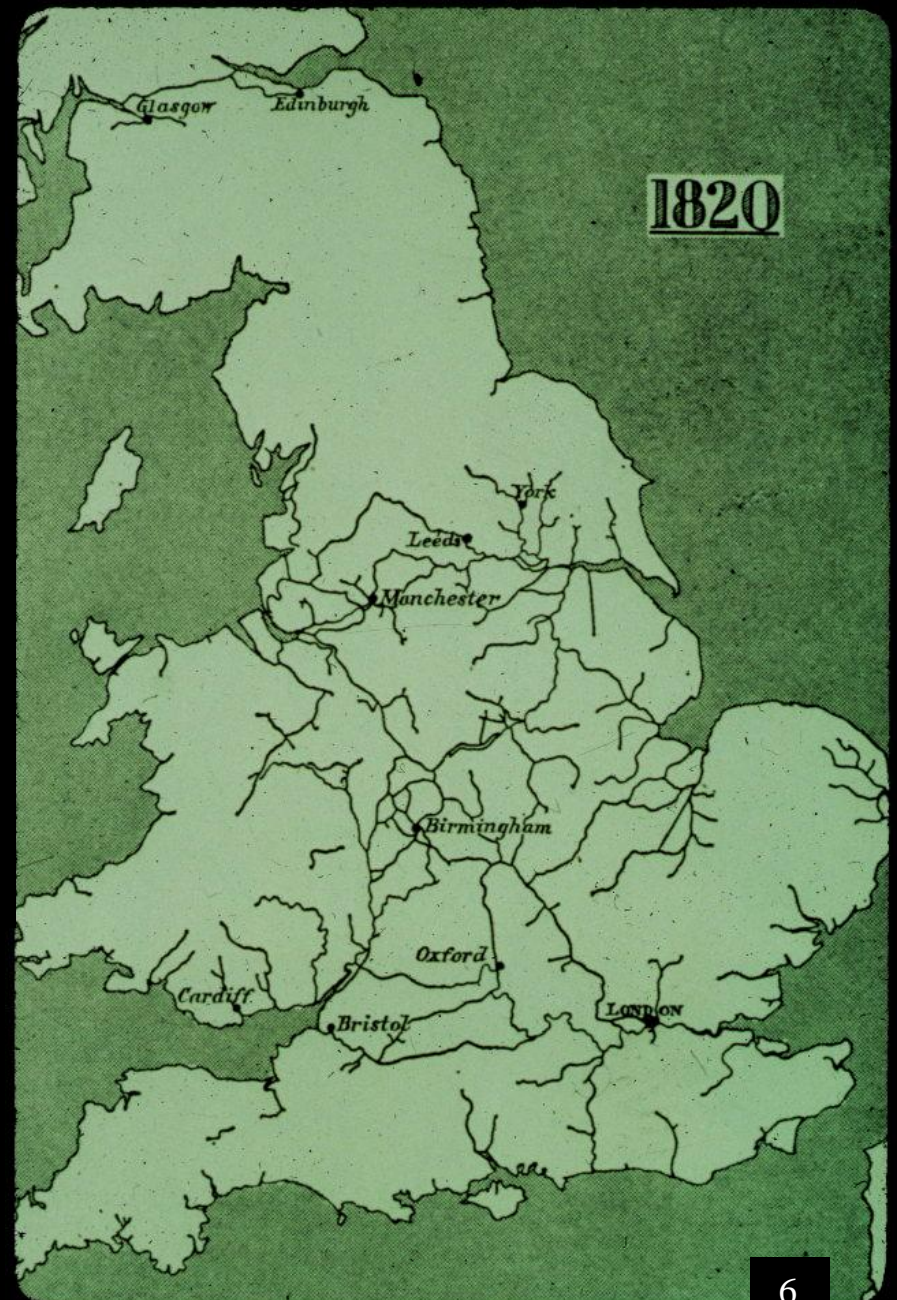 Glasgow
Edinburgh
1820
York
Leeds
Manchester
Birmingham
Oxford
Cardiff
LONDON
Bristol
6